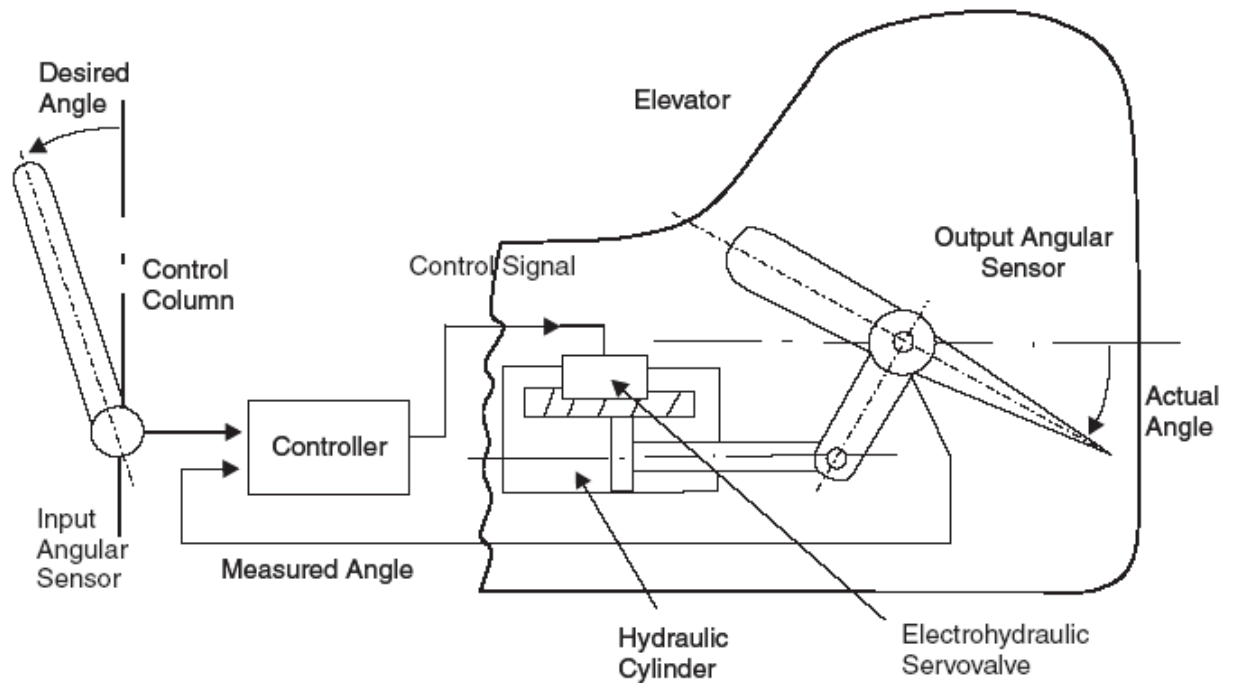 Desired
Angle
Elevator
Control
Column
Control Signal
Output Angular
Sensor
Controller
Actual
Angle
Input
Angular
Sensor
Measured Angle
Hydraulic
Cylinder
Electrohydraulic
Servovalve